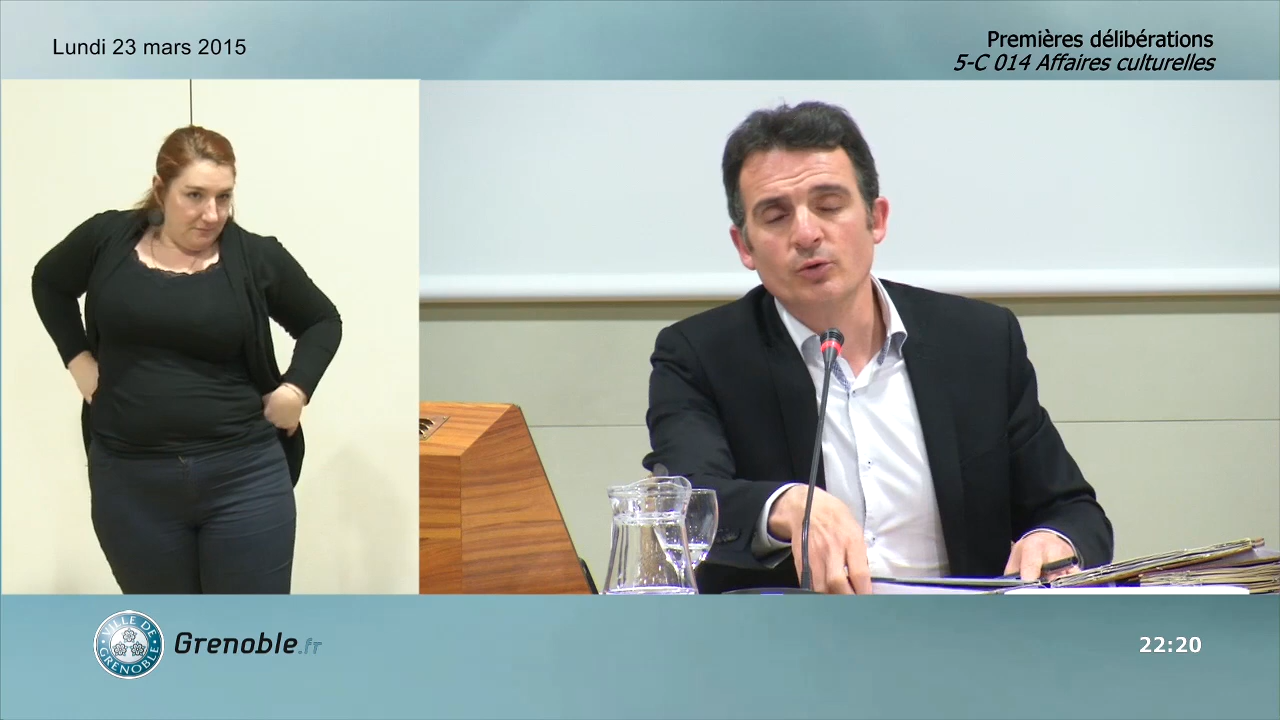 Lundi 23 mars 2015
Premières délibérations
5-C 014 Affaires culturelles
VILLE DE
GRENOBLE
Grenoble.fr
22:20